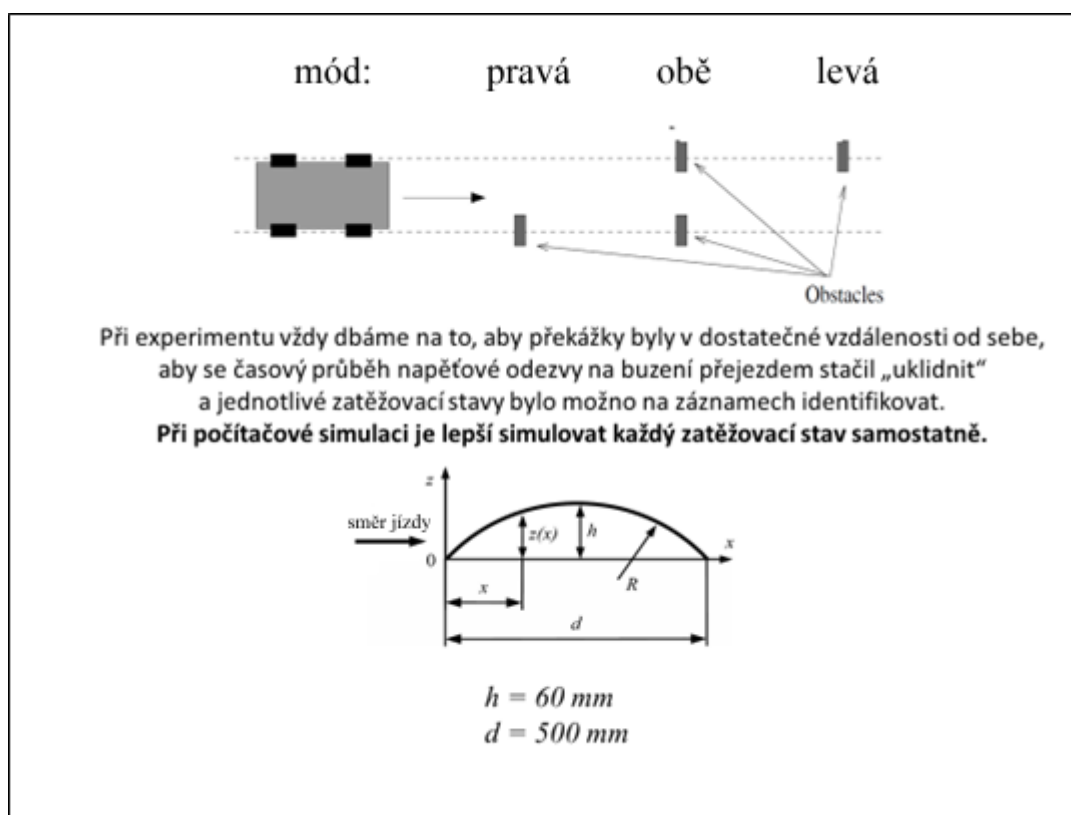 mód: pravá obě levá
Obstacles
Při experimentu vždy dbáme na to, aby překážky byly v dostatečné vzdálenosti od sebe,
aby se časový průběh napěťové odezvy na buzení přejezdem stačil „uklidnit“
a jednotlivé zatěžovací stavy bylo možno na záznamech identifikovat.
Při počítačové simulaci je lepší simulovat každý zatěžovací stav samostatně.
z
směr jízdy
z(x)
h
x
0
x
R
d
h = 60 mm
d = 500 mm